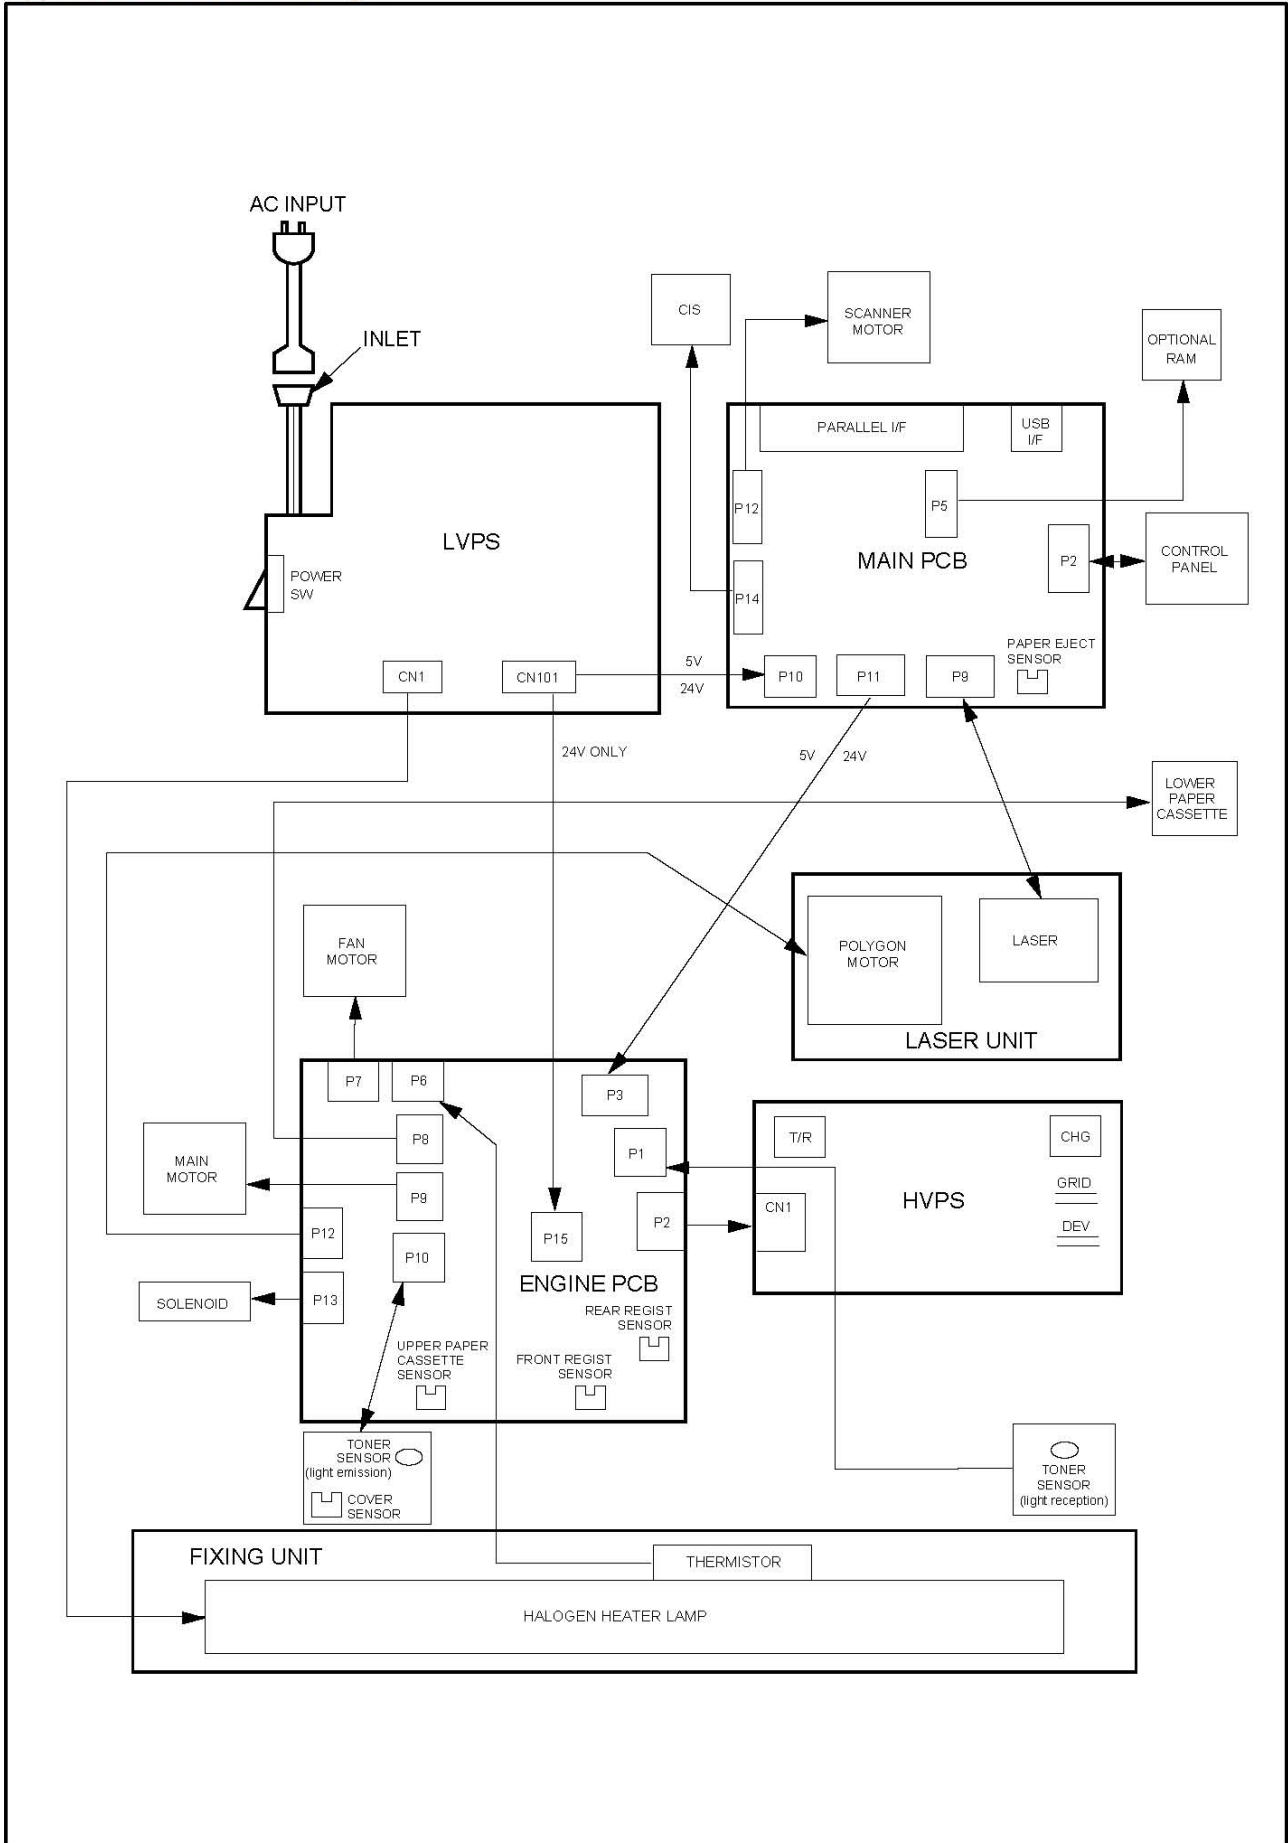 AC INPUT
INLET
CIS
SCANNER
MOTOR
OPTIONAL
RAM
PARALLEL I/F
USB
I/F
P12
P5
LVPS
MAIN PCB
P2
CONTROL
PANEL
POWER
SW
P14
PAPER EJECT
SENSOR
CN1
CN101
5V
24V
P10
P11
P9
24V ONLY
5V
24V
LOWER
PAPER
CASSETTE
FAN
MOTOR
POLYGON
MOTOR
LASER
LASER UNIT
P7
P6
P3
P8
P1
T/R
CHG
MAIN
MOTOR
P9
GRID
CN1
HVPS
P12
P10
P15
P2
DEV
ENGINE PCB
SOLENOID
P13
REAR REGIST
SENSOR
UPPER PAPER
CASSETTE
SENSOR
FRONT REGIST
SENSOR
TONER
SENSOR
(light emission)
COVER
SENSOR
TONER
SENSOR
(light reception)
FIXING UNIT
THERMISTOR
HALOGEN HEATER LAMP